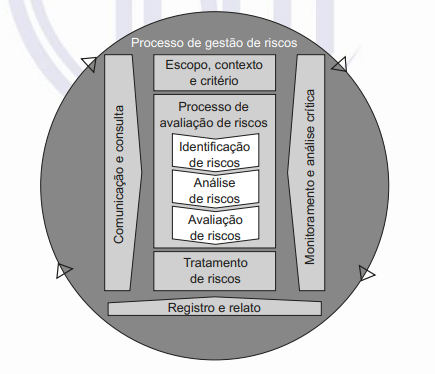 Processo de gestão de riscos
Escopo, contexto
e critério
Comunicação e consulta
Processo de
avaliação de riscos
Identificação
de riscos
Análise
de riscos
Avaliação
de riscos
Monitoramento e análise crítica
Tratamento
de riscos
Registro e relato